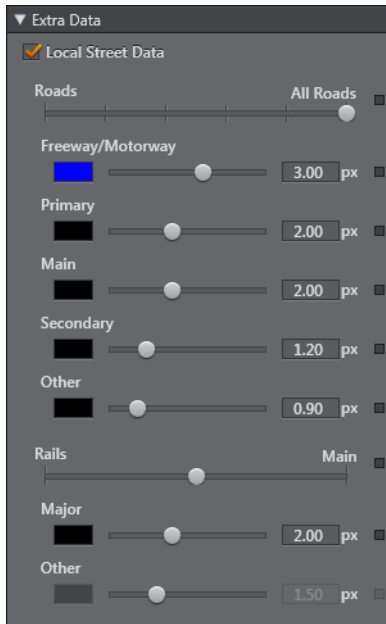 Extra Data
Local Street Data
Roads All Roads
Freeway/Motorway
3.00 px
Primary
2.00 px
Main
2.00 px
Secondary
1.20 px
Other
0.90 px
Rails Main
Major
2.00 px
Other
1.50 px